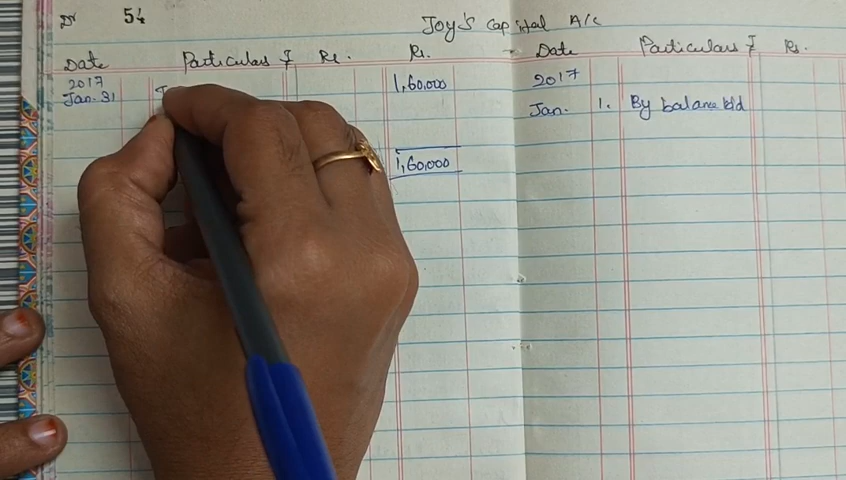 Dr 54 Joy's Capital A/c
Date Particulars F Rs. Rs. Date Particulars F Rs.
2017 1,60,000 2017
Jan. 31 Jan. 1. By balance b/d
1,60,000